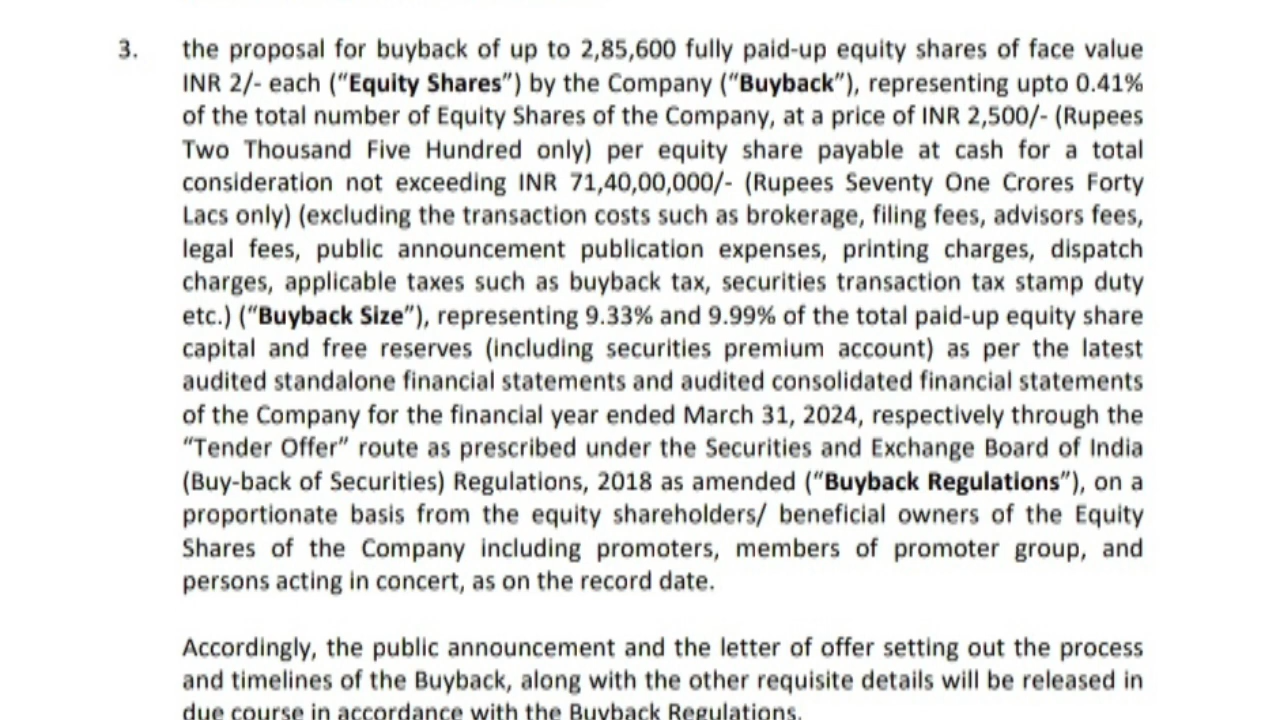 3. the proposal for buyback of up to 2,85,600 fully paid-up equity shares of face value
INR 2/- each (“Equity Shares”) by the Company (“Buyback”), representing upto 0.41%
of the total number of Equity Shares of the Company, at a price of INR 2,500/- (Rupees
Two Thousand Five Hundred only) per equity share payable at cash for a total
consideration not exceeding INR 71,40,00,000/- (Rupees Seventy One Crores Forty
Lacs only) (excluding the transaction costs such as brokerage, filing fees, advisors fees,
legal fees, public announcement publication expenses, printing charges, dispatch
charges, applicable taxes such as buyback tax, securities transaction tax stamp duty
etc.) (“Buyback Size”), representing 9.33% and 9.99% of the total paid-up equity share
capital and free reserves (including securities premium account) as per the latest
audited standalone financial statements and audited consolidated financial statements
of the Company for the financial year ended March 31, 2024, respectively through the
“Tender Offer” route as prescribed under the Securities and Exchange Board of India
(Buy-back of Securities) Regulations, 2018 as amended (“Buyback Regulations”), on a
proportionate basis from the equity shareholders/ beneficial owners of the Equity
Shares of the Company including promoters, members of promoter group, and
persons acting in concert, as on the record date.
Accordingly, the public announcement and the letter of offer setting out the process
and timelines of the Buyback, along with the other requisite details will be released in
due course in accordance with the Buyback Regulations.